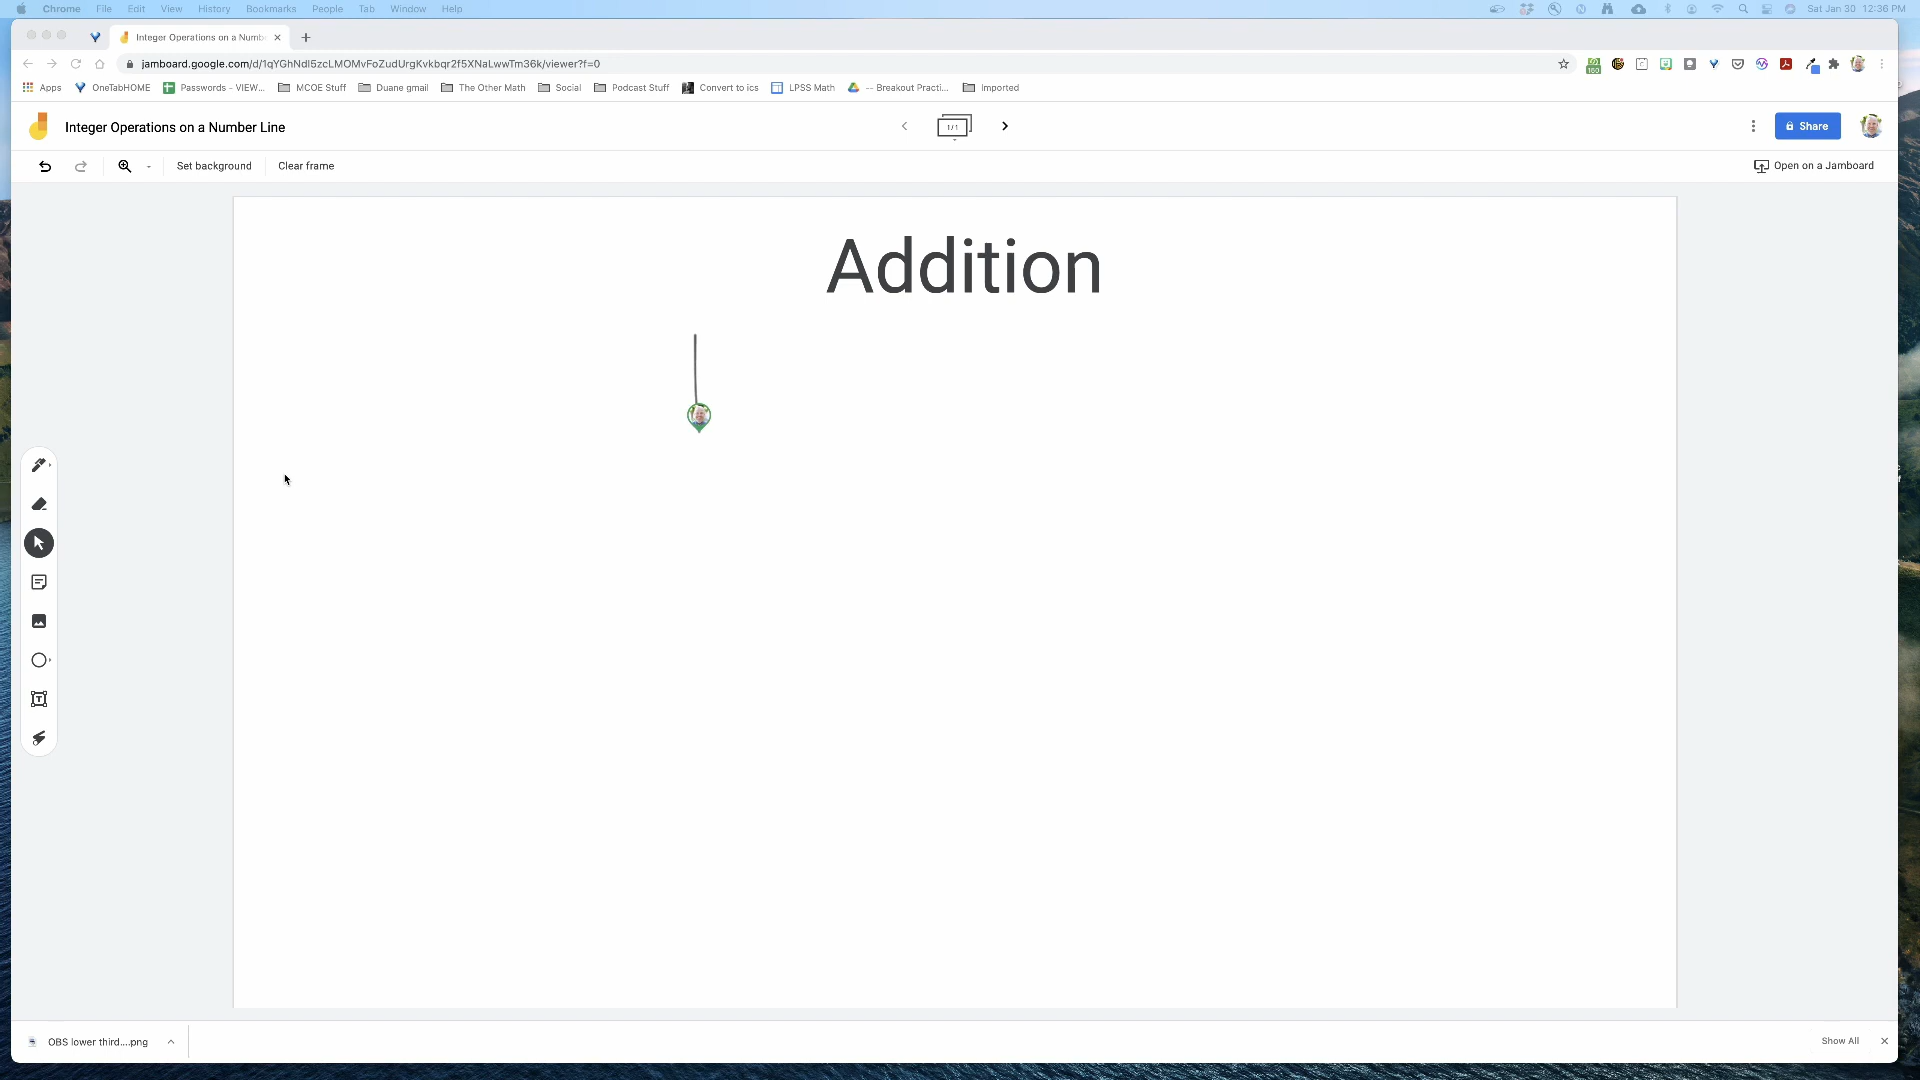 Chrome File Edit View History Bookmarks People Tab Window Help Sat Jan 30 12:36 PM
Integer Operations on a Numb
jamboard.google.com/d/1qYGhNdI5zcLMOMvFoZudUrgKvkbqr2f5XNaLwwTm36k/viewer?f=0
Apps OneTabHOME Passwords - VIEW... MCOE Stuff Duane gmail The Other Math Social Podcast Stuff Convert to ics LPSS Math -- Breakout Practi... Imported
Integer Operations on a Number Line 1/1 Share
Set background Clear frame Open on a Jamboard
Addition
OBS lower third....png Show All